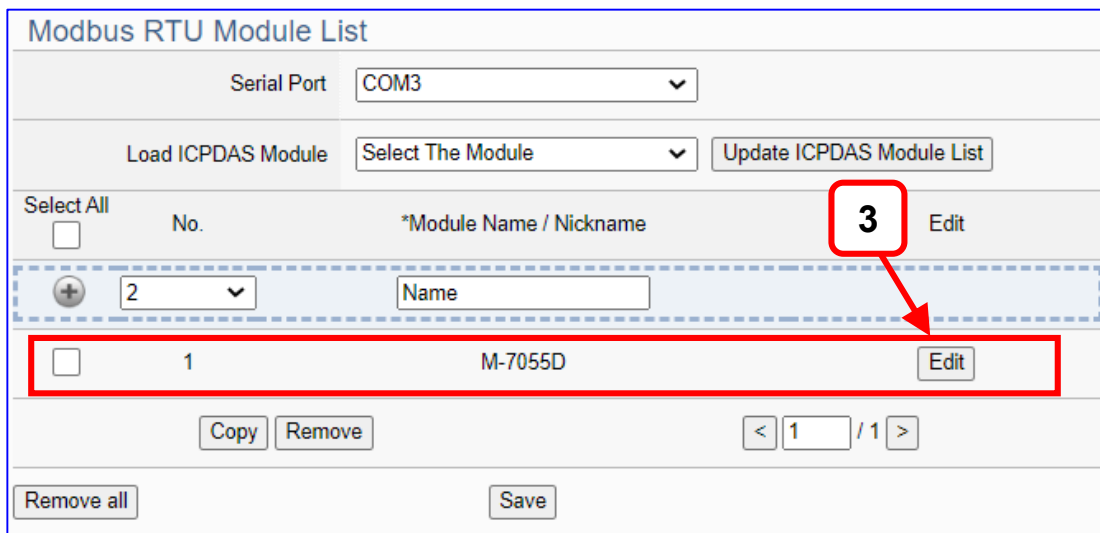 Modbus RTU Module List
Serial Port COM3
Load ICPDAS Module Select The Module Update ICPDAS Module List
Select All No. *Module Name / Nickname 3 Edit
2 Name
1 M-7055D Edit
Copy Remove < 1 / 1 >
Remove all Save